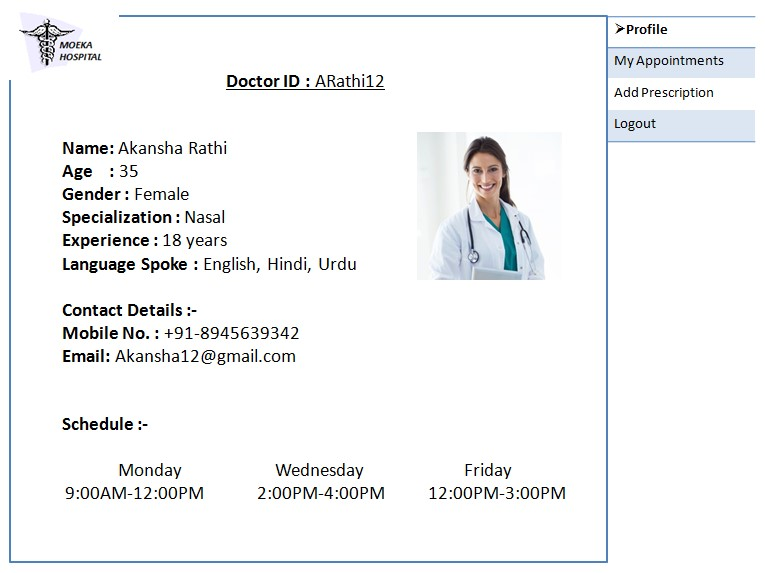 MOEKA
HOSPITAL
Doctor ID : ARathi12
Name: Akansha Rathi
Age : 35
Gender : Female
Specialization : Nasal
Experience : 18 years
Language Spoke : English, Hindi, Urdu
Contact Details :-
Mobile No. : +91-8945639342
Email: Akansha12@gmail.com
Schedule :-
Monday Wednesday Friday
9:00AM-12:00PM 2:00PM-4:00PM 12:00PM-3:00PM
➢Profile
My Appointments
Add Prescription
Logout